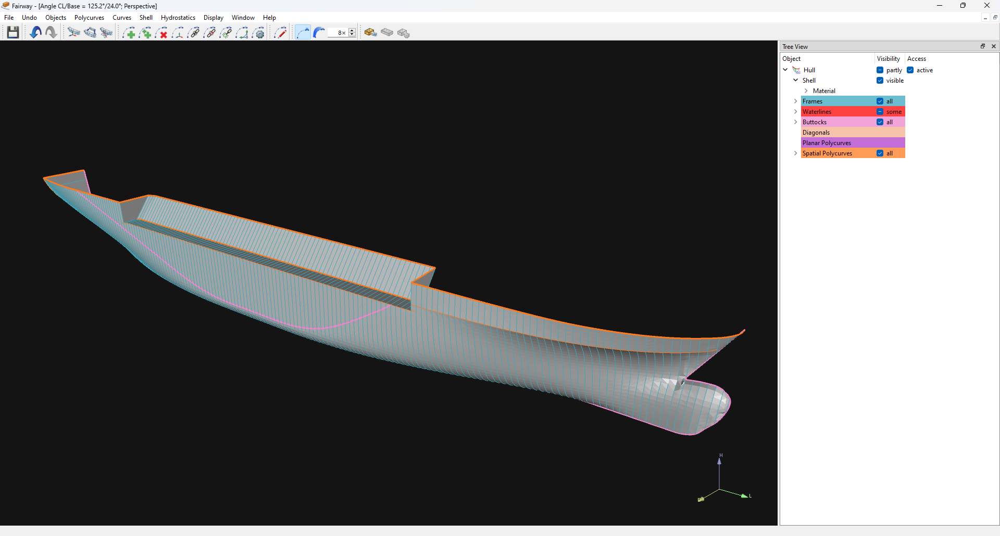 Fairway - [Angle CL/Base = 125.2°/24.0°; Perspective]
File Undo Objects Polycurves Curves Shell Hydrostatics Display Window Help
8×
Tree View
Object Visibility Access
Hull partly active
Shell visible
Material
Frames all
Waterlines some
Buttocks all
Diagonals
Planar Polycurves
Spatial Polycurves all
H
L
B